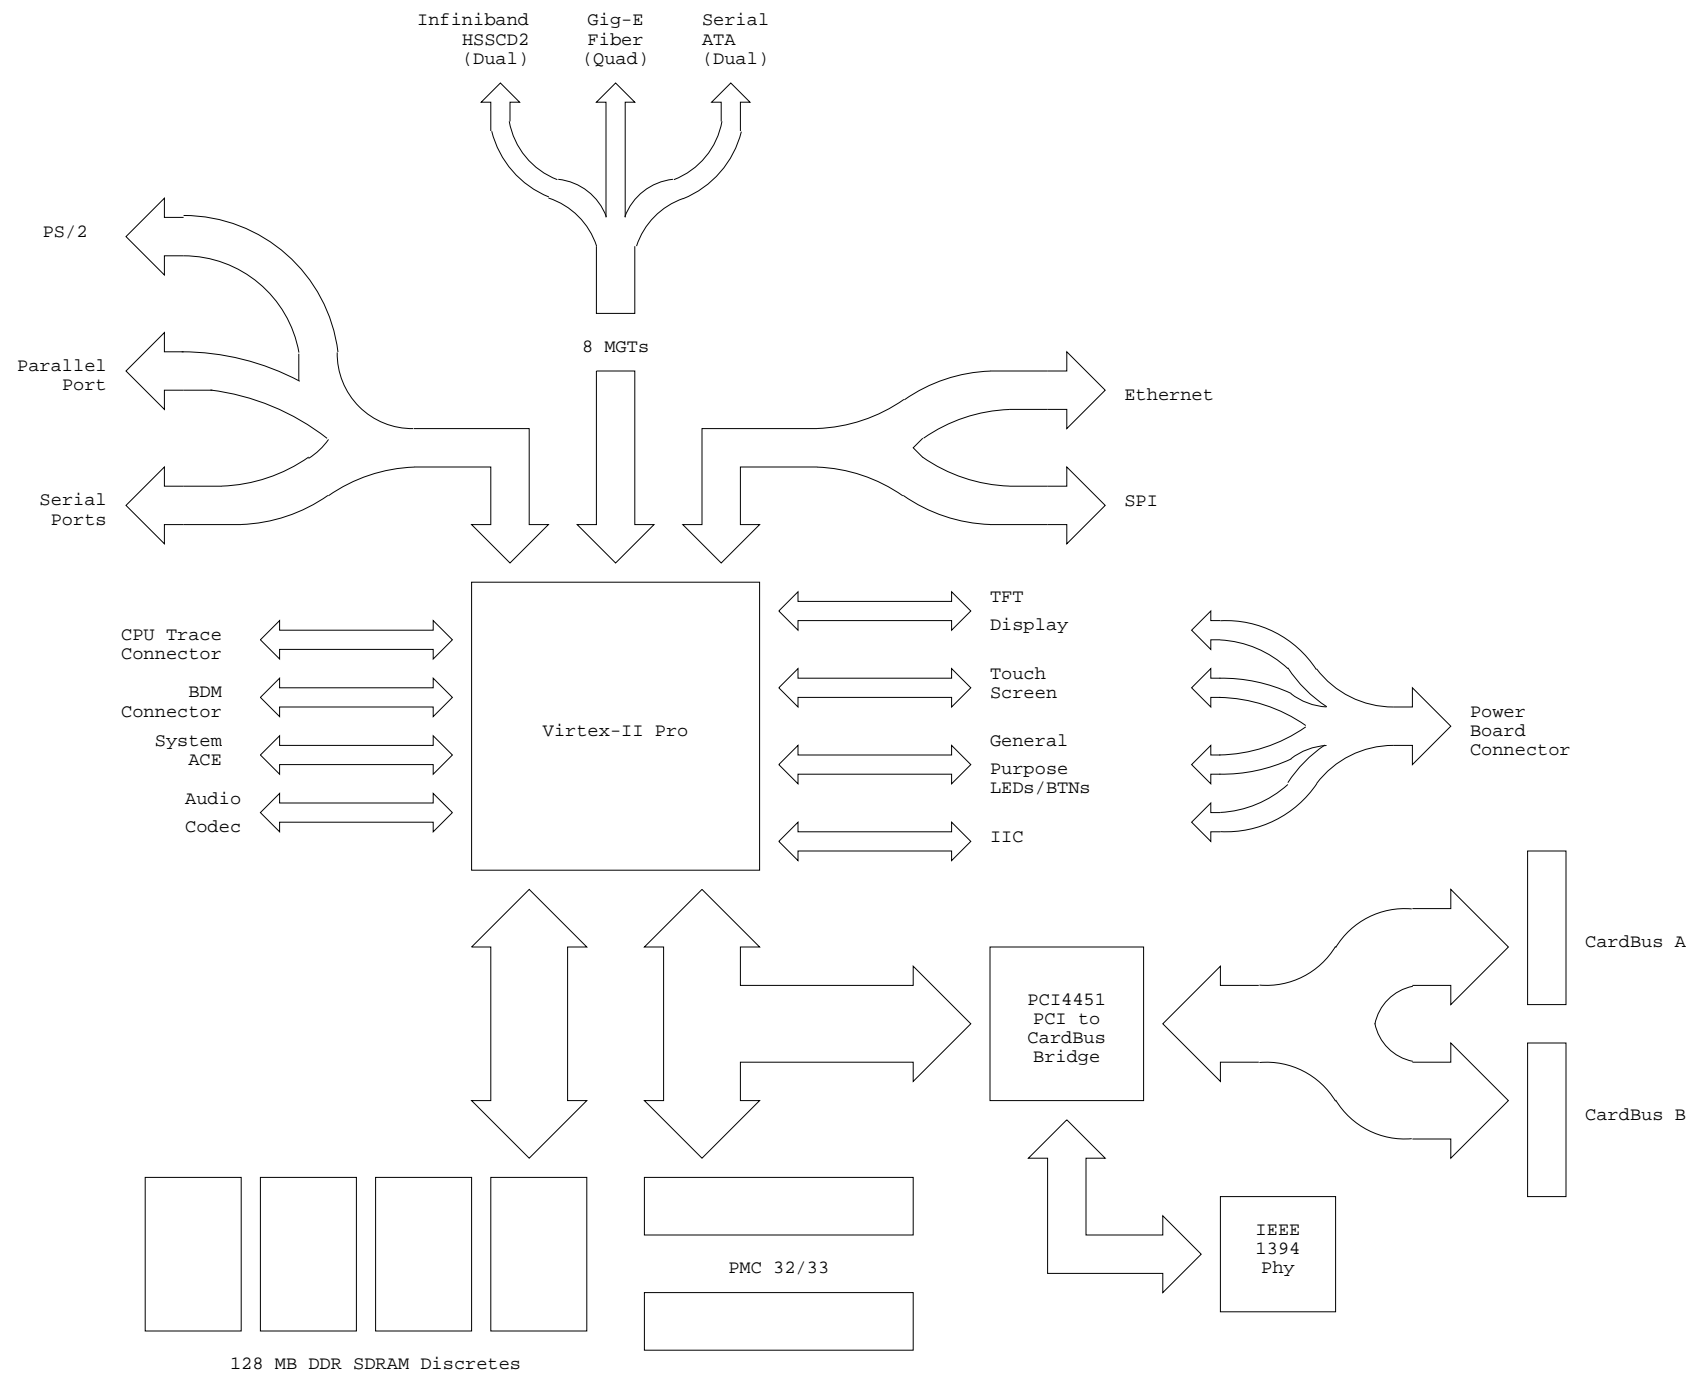 Infiniband
HSSCD2
(Dual)
Gig-E
Fiber
(Quad)
Serial
ATA
(Dual)
PS/2
Parallel
Port
Serial
Ports
8 MGTs
Ethernet
SPI
CPU Trace
Connector
BDM
Connector
System
ACE
Audio
Codec
Virtex-II Pro
TFT
Display
Touch
Screen
General
Purpose
LEDs/BTNs
IIC
Power
Board
Connector
PCI4451
PCI to
CardBus
Bridge
CardBus A
CardBus B
IEEE
1394
Phy
PMC 32/33
128 MB DDR SDRAM Discretes